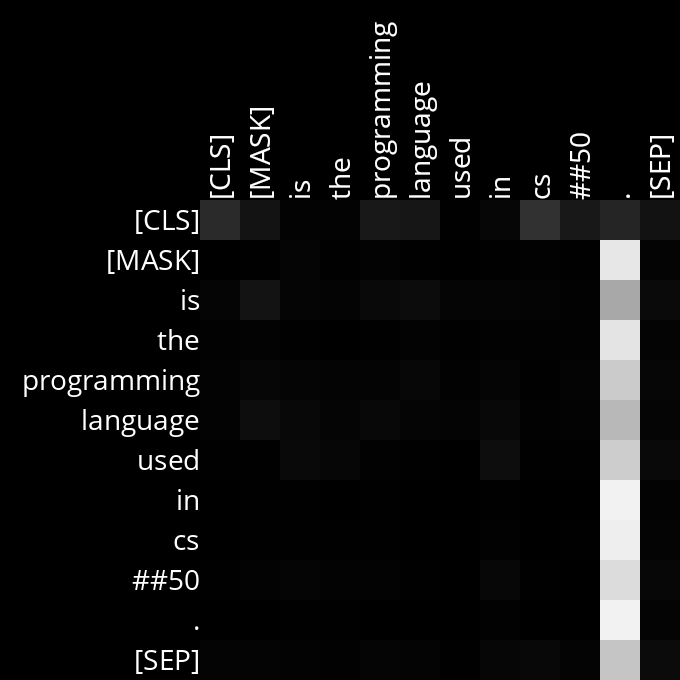 [CLS]
[MASK]
is
the
programming
language
used
in
cs
##50
.
[SEP]
[CLS]
[MASK]
is
the
programming
language
used
in
cs
##50
.
[SEP]